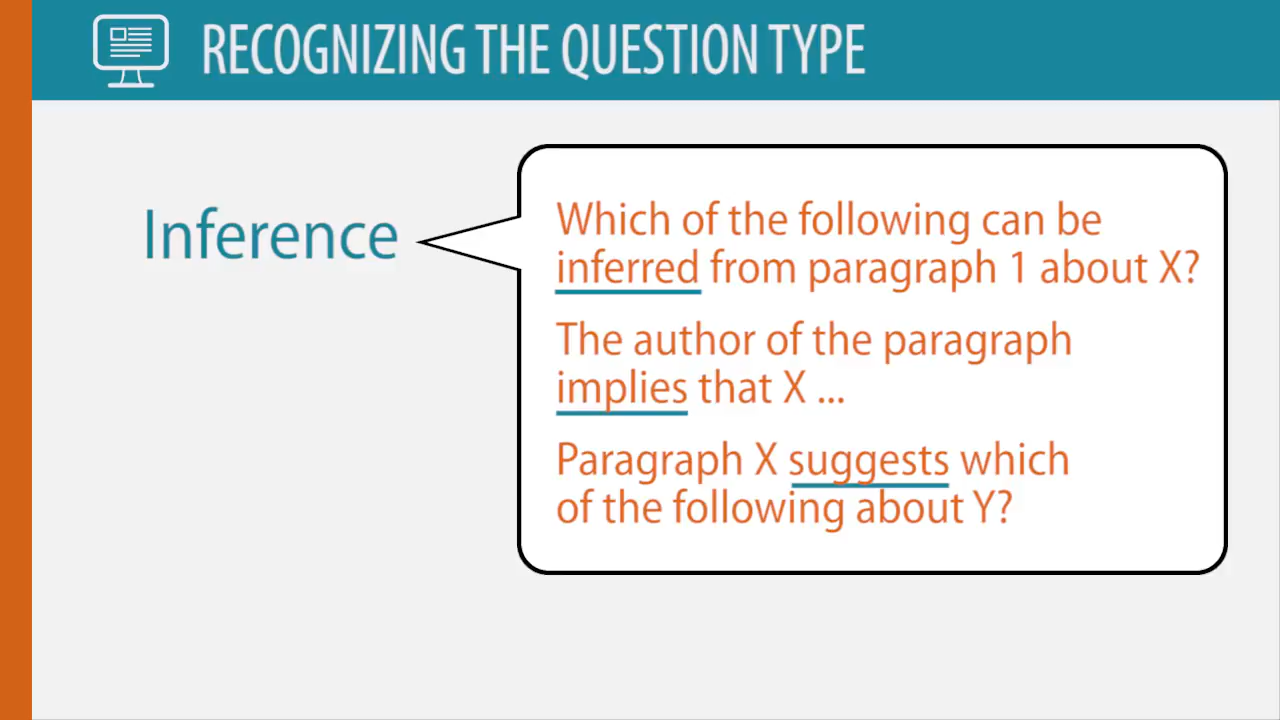 RECOGNIZING THE QUESTION TYPE
Inference
Which of the following can be
inferred from paragraph 1 about X?
The author of the paragraph
implies that X ...
Paragraph X suggests which
of the following about Y?